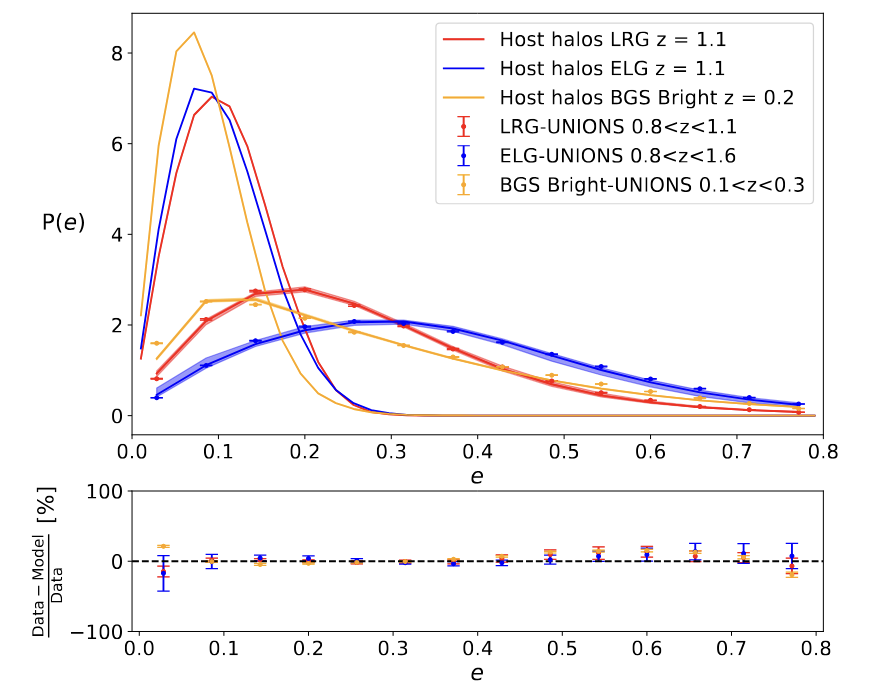 8
6
4
2
0
P(e)
Host halos LRG z = 1.1
Host halos ELG z = 1.1
Host halos BGS Bright z = 0.2
LRG-UNIONS 0.8<z<1.1
ELG-UNIONS 0.8<z<1.6
BGS Bright-UNIONS 0.1<z<0.3
0.0 0.1 0.2 0.3 0.4 0.5 0.6 0.7 0.8
e
100
0
−100
Data − Model
Data
[%]
0.0 0.1 0.2 0.3 0.4 0.5 0.6 0.7 0.8
e